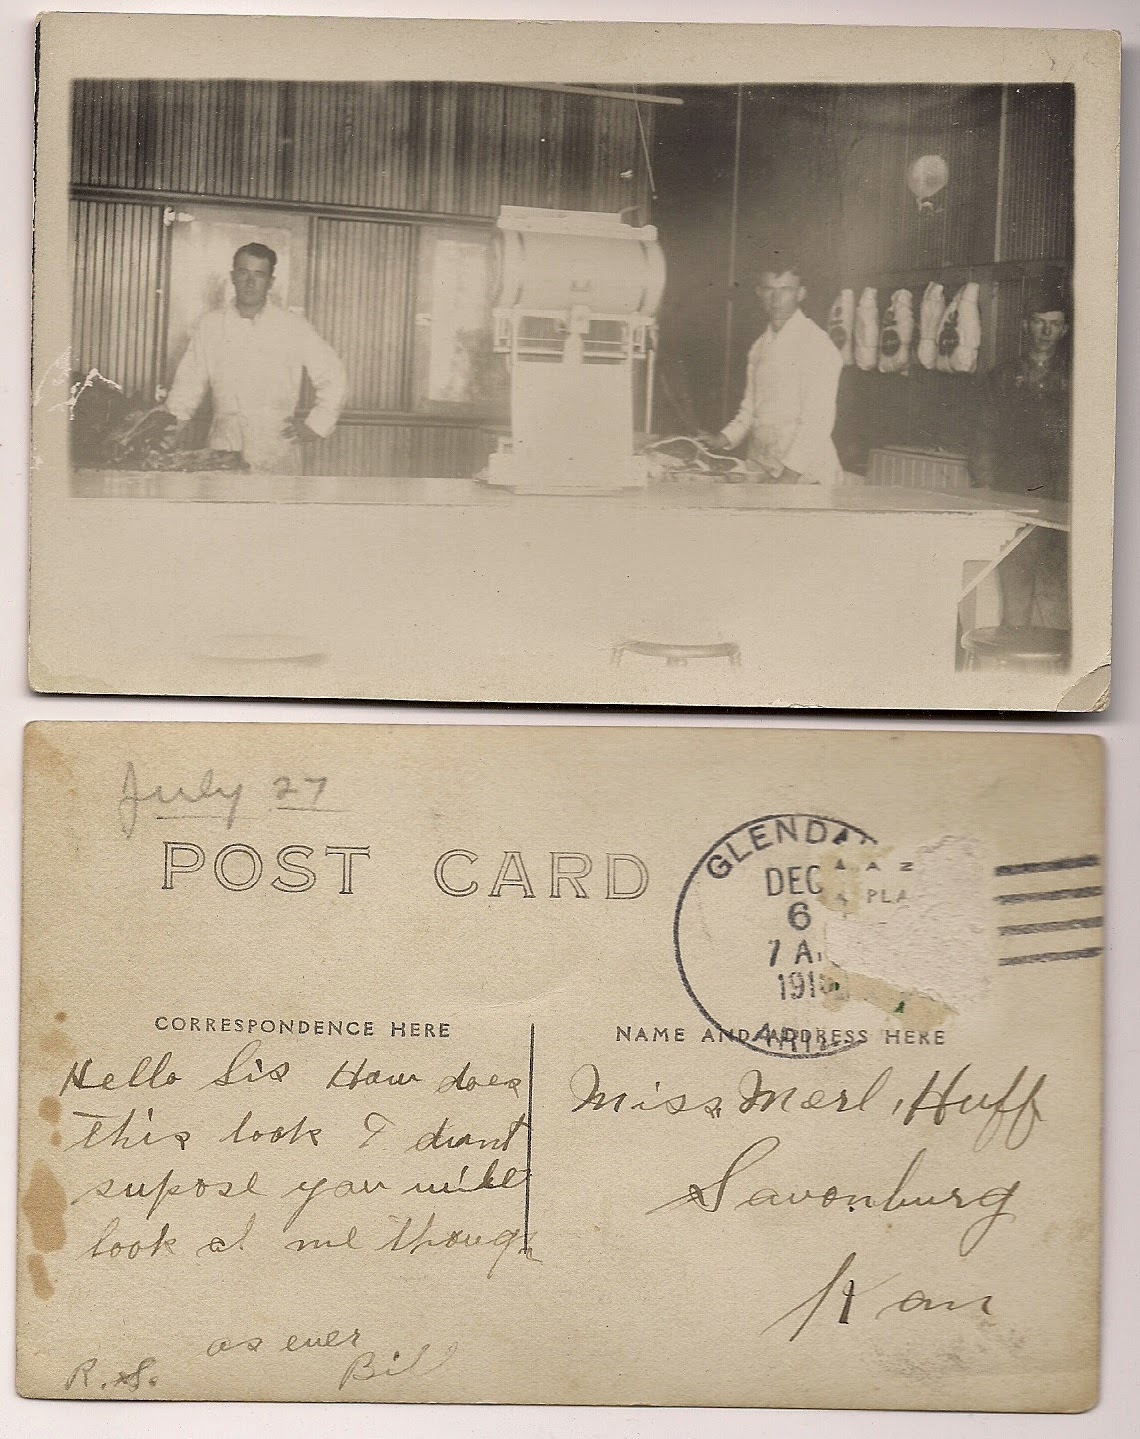 July 27
POST CARD
GLENDA
DEC
6
7 A.
191
ARIZ
CORRESPONDENCE HERE
NAME AND ADDRESS HERE
Hello Sis How does
this look I dont
supose you will
look at me though
as ever
Bill
R.S.
Miss Merl Huff
Savonburg
Kan